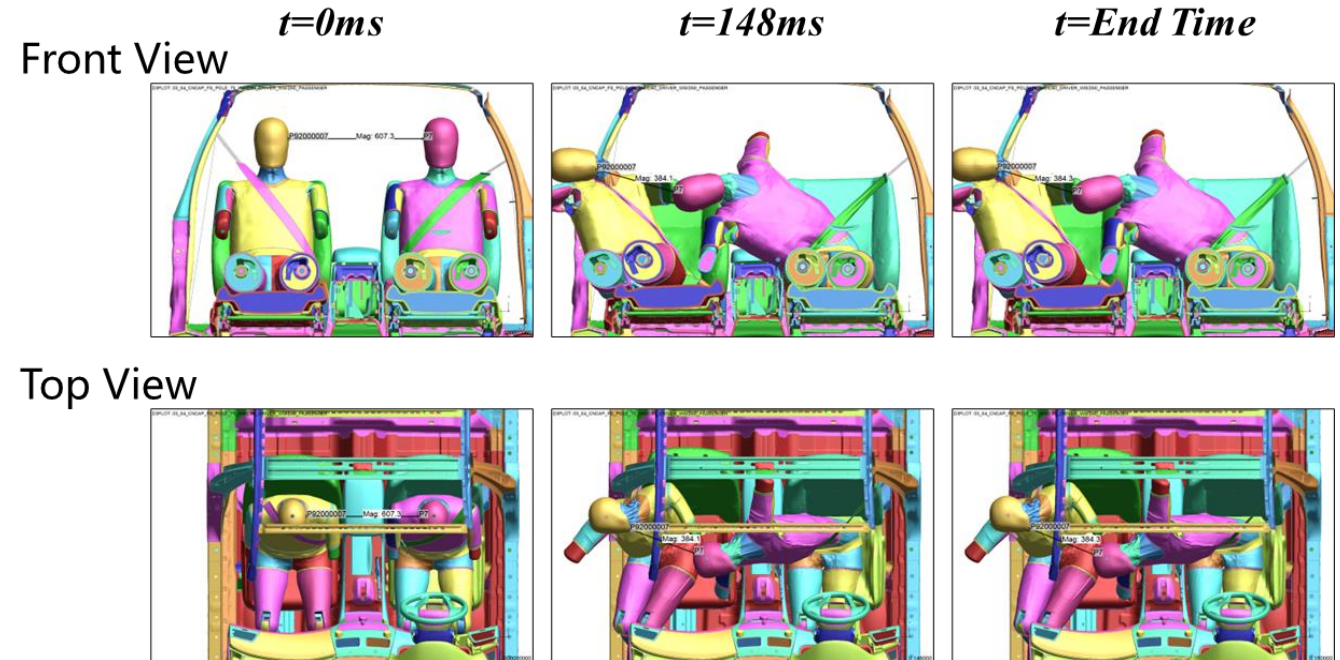 t=0ms t=148ms t=End Time
Front View
P92000007 Mag: 607.3 P7
P92000007 Mag: 384.1 P7
P92000007 Mag: 384.3 P7
Top View
P92000007 Mag: 607.3 P7
P92000007 Mag: 384.1 P7
P92000007 Mag: 384.3 P7